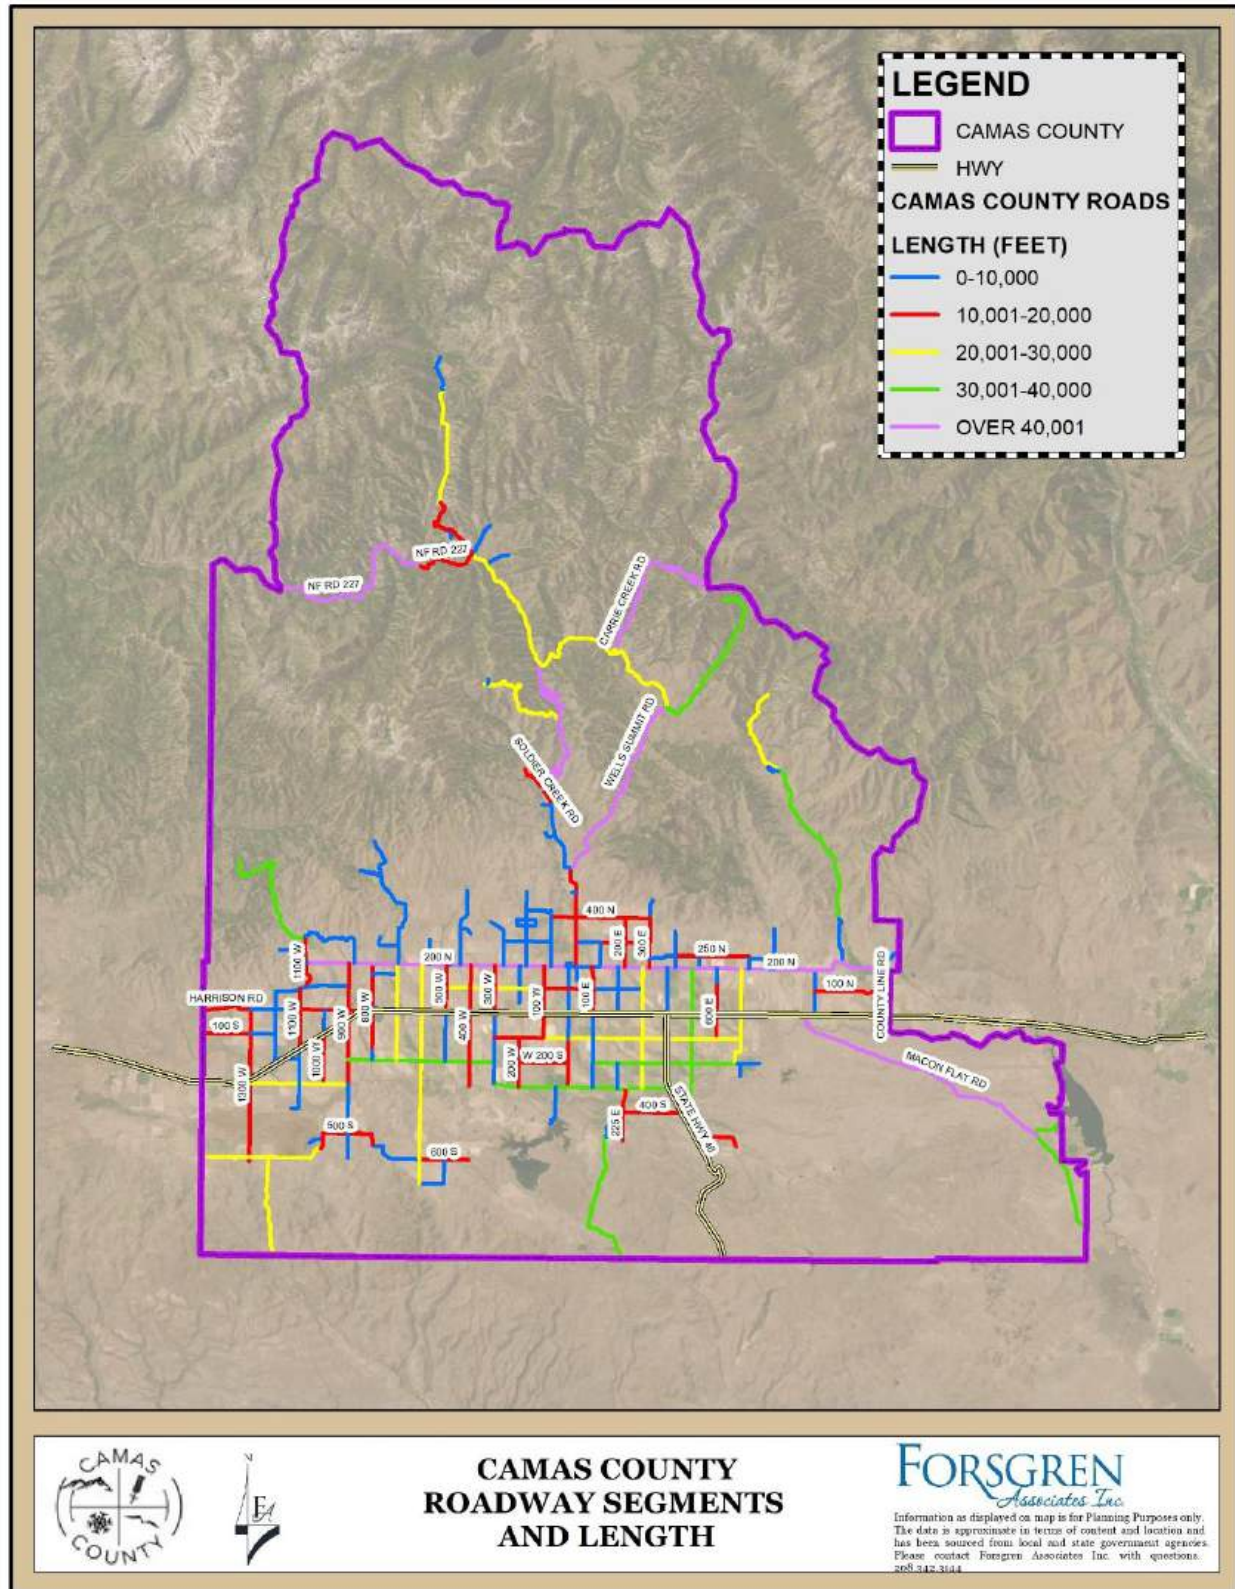 LEGEND
CAMAS COUNTY
HWY
CAMAS COUNTY ROADS
LENGTH (FEET)
0-10,000
10,001-20,000
20,001-30,000
30,001-40,000
OVER 40,001
NF RD 227
NF RD 227
CARRIE CREEK RD
WELLS SUMMIT RD
SOLDIER CREEK RD
400 N
200 E
300 E
250 N
200 N
200 N
1100 W
COUNTY LINE RD
100 N
HARRISON RD
100 S
1100 W
900 W
800 W
400 W
300 W
100 W
100 E
600 E
1000 W
1300 W
200 W
W 200 S
MACON FLAT RD
STATE HWY 46
400 S
225 E
500 S
600 S
CAMAS
COUNTY
N
FA
CAMAS COUNTY
ROADWAY SEGMENTS
AND LENGTH
FORSGREN
Associates Inc.
Information as displayed on map is for Planning Purposes only.
The data is approximate in terms of content and location and
has been sourced from local and state government agencies.
Please contact Forsgren Associates Inc. with questions.
208.342.3144